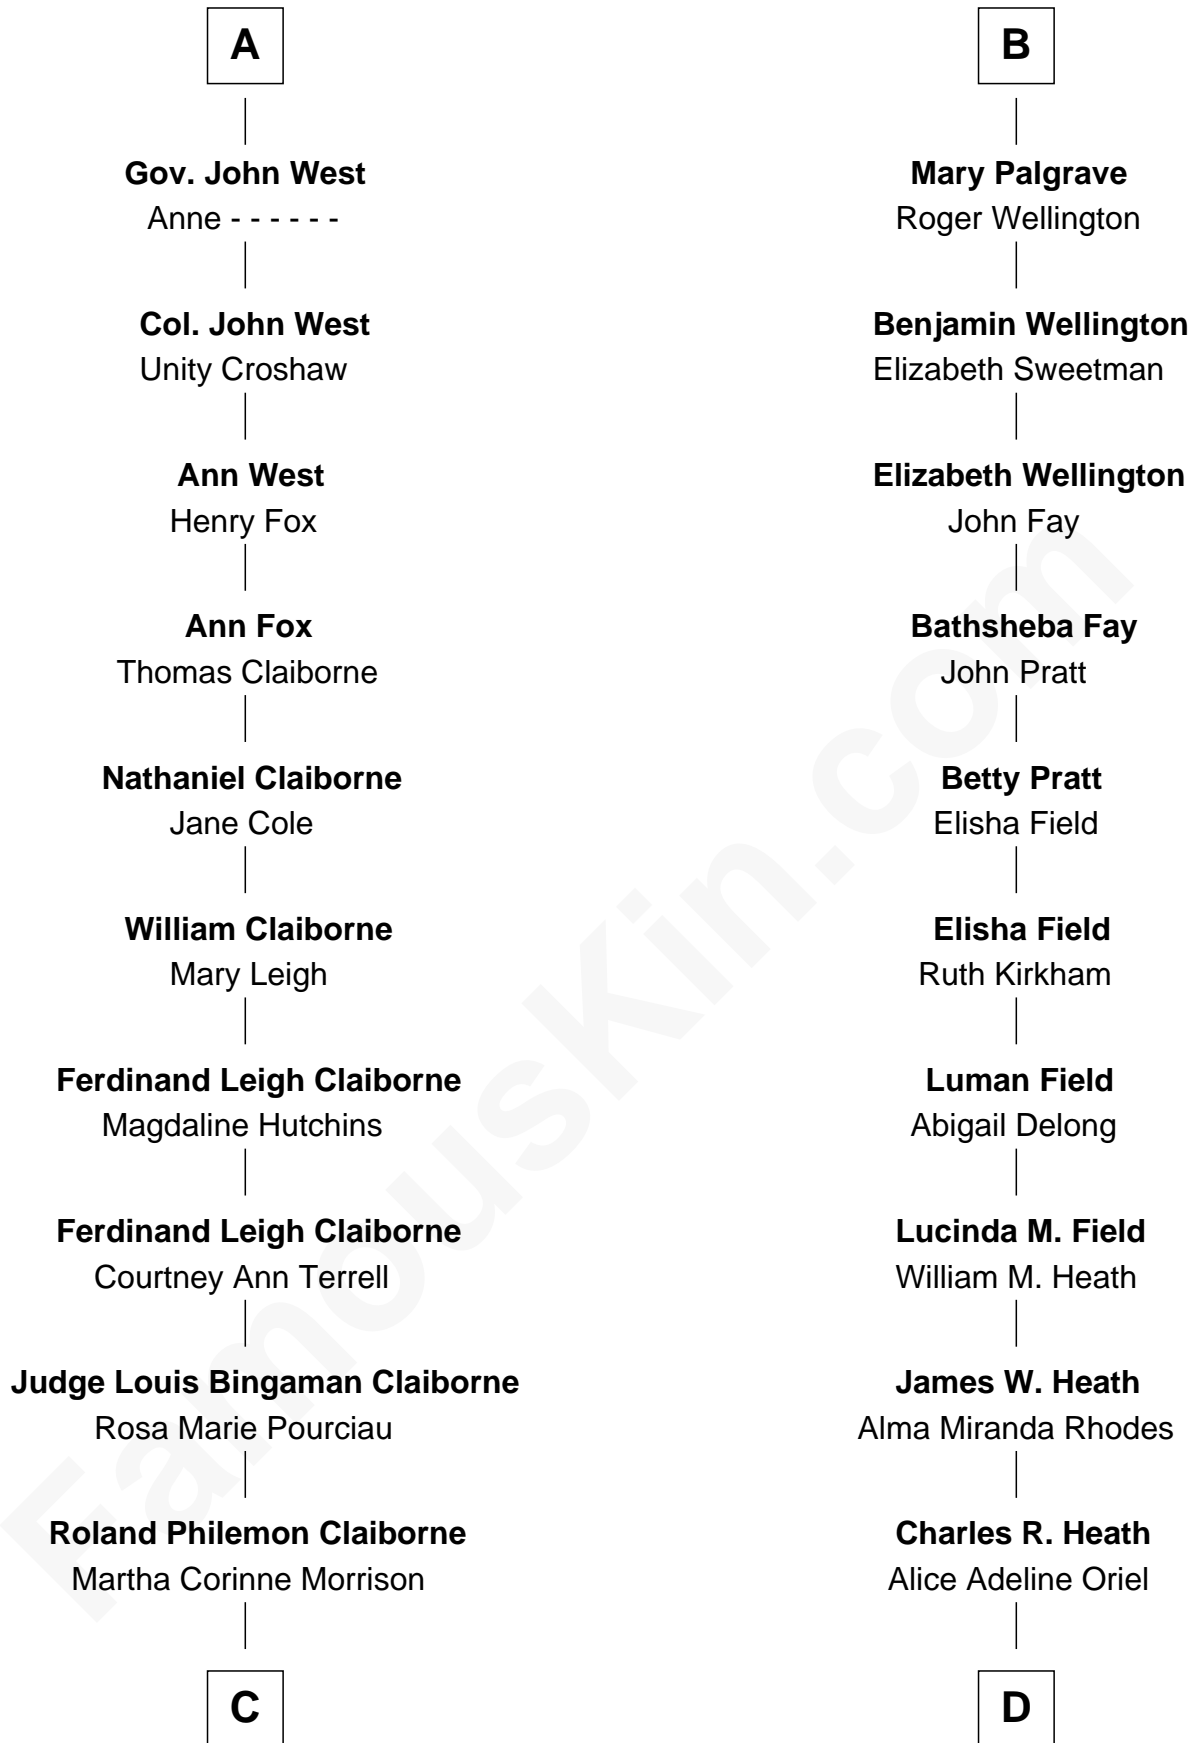 A
Gov. John West
Anne - - - - - -
Col. John West
Unity Croshaw
Ann West
Henry Fox
Ann Fox
Thomas Claiborne
Nathaniel Claiborne
Jane Cole
William Claiborne
Mary Leigh
Ferdinand Leigh Claiborne
Magdaline Hutchins
Ferdinand Leigh Claiborne
Courtney Ann Terrell
Judge Louis Bingaman Claiborne
Rosa Marie Pourciau
Roland Philemon Claiborne
Martha Corinne Morrison
C
B
Mary Palgrave
Roger Wellington
Benjamin Wellington
Elizabeth Sweetman
Elizabeth Wellington
John Fay
Bathsheba Fay
John Pratt
Betty Pratt
Elisha Field
Elisha Field
Ruth Kirkham
Luman Field
Abigail Delong
Lucinda M. Field
William M. Heath
James W. Heath
Alma Miranda Rhodes
Charles R. Heath
Alice Adeline Oriel
D
FamousKin.com